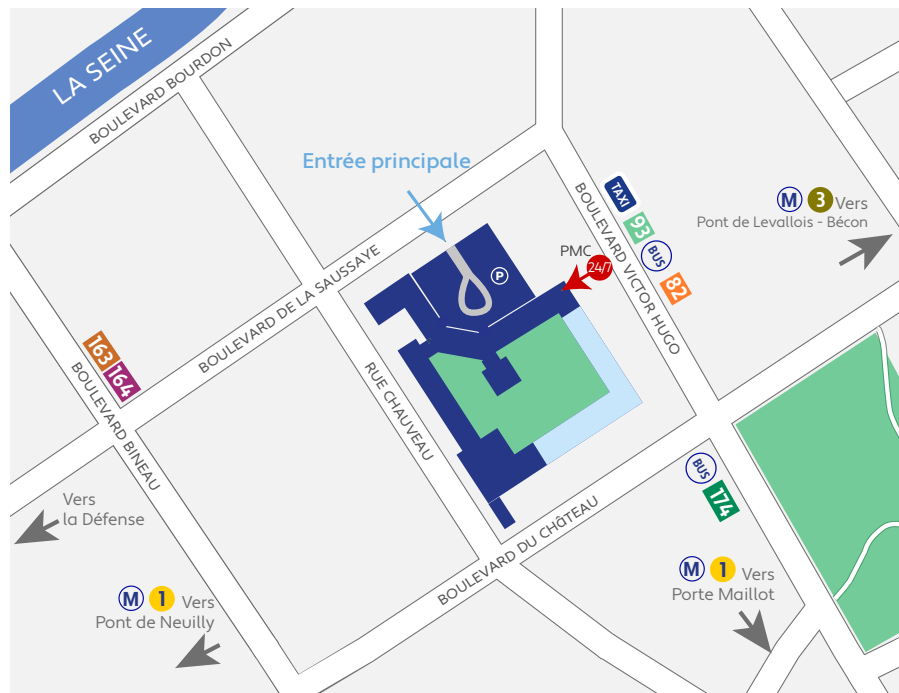 LA SEINE
BOULEVARD BOURDON
Entrée principale
TAXI
93
BUS
82
M 3 Vers
Pont de Levallois - Bécon
PMC
24/7
P
BOULEVARD VICTOR HUGO
BOULEVARD DE LA SAUSSAYE
163
164
RUE CHAUVEAU
BOULEVARD BINEAU
BUS
174
Vers
la Défense
BOULEVARD DU CHâTEAU
M 1 Vers
Porte Maillot
M 1 Vers
Pont de Neuilly